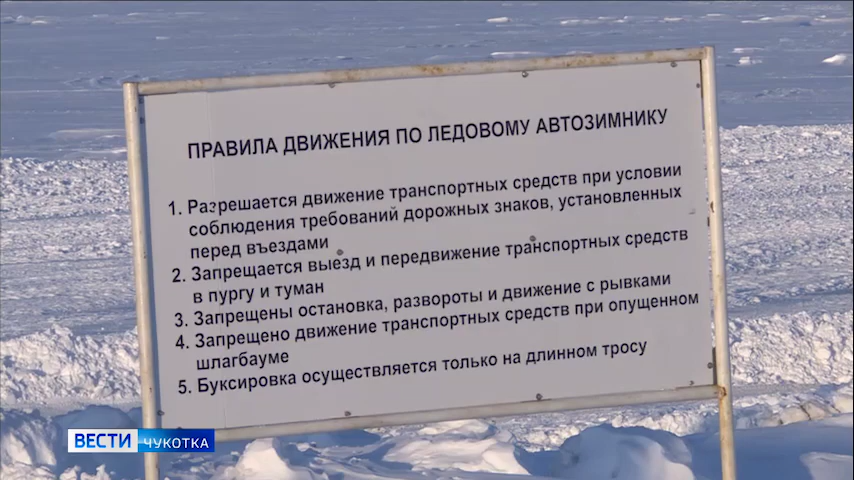 ПРАВИЛА ДВИЖЕНИЯ ПО ЛЕДОВОМУ АВТОЗИМНИКУ
1. Разрешается движение транспортных средств при условии
соблюдения требований дорожных знаков, установленных
перед въездами
2. Запрещается выезд и передвижение транспортных средств
в пургу и туман
3. Запрещены остановка, развороты и движение с рывками
4. Запрещено движение транспортных средств при опущенном
шлагбауме
5. Буксировка осуществляется только на длинном тросу
ВЕСТИ ЧУКОТКА